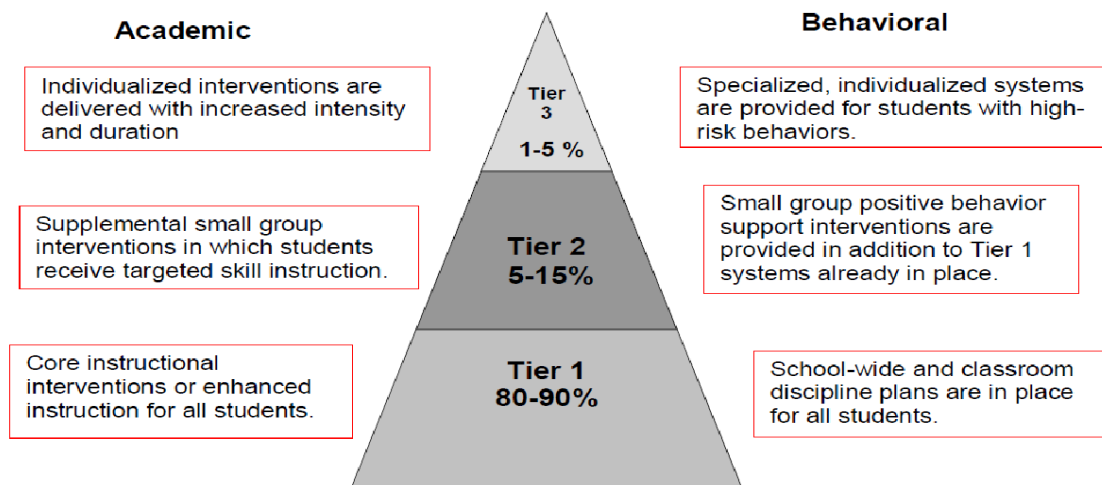 Academic
Behavioral
Individualized interventions are
delivered with increased intensity
and duration
Tier
3
1-5 %
Specialized, individualized systems
are provided for students with high-
risk behaviors.
Supplemental small group
interventions in which students
receive targeted skill instruction.
Tier 2
5-15%
Small group positive behavior
support interventions are
provided in addition to Tier 1
systems already in place.
Core instructional
interventions or enhanced
instruction for all students.
Tier 1
80-90%
School-wide and classroom
discipline plans are in place
for all students.